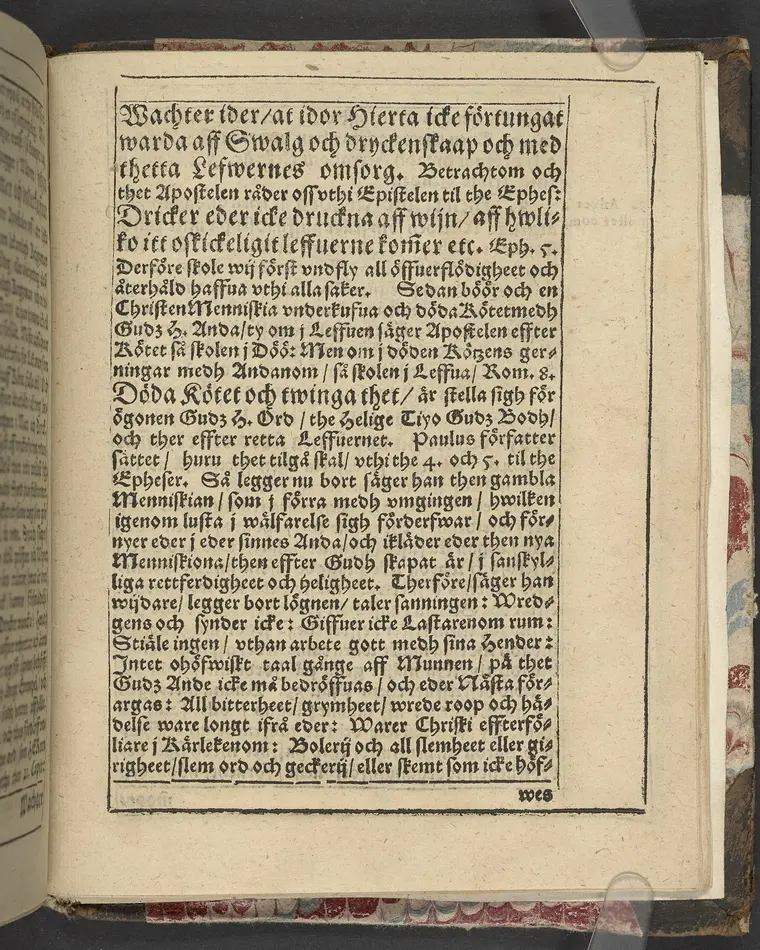 Wachter ider/at idor Hierta icke förtungat
warda aff Swalg och dryckenskaap och med
thetta Lefwernes omsorg. Betrachtom och
thet Apostelen råder oss vthi Epistelen til the Ephes:
Dricker eder icke druckna aff wijn/ aff hwli-
ko itt oskickeligit leffuerne kom̄er etc. Eph. 5.
Derföre skole wij först vndfly all öffuerflödigheet och
återhåld haffua vthi alla saker. Sedan böör och en
Christen Menniskia vnderkufua och döda Kötet medh
Gudz H. Anda/ty om j Leffuen säger Apostelen effter
Kötet så skolen j Döö: Men om j döden Kötzens ger-
ningar medh Andanom / så skolen j Leffua/ Rom. 8.
Döda Kötet och twinga thet/ är stella sigh för
ögonen Gudz H. Ord / the Helige Tiyo Gudz Bodh/
och ther effter retta Leffuernet. Paulus författer
sättet / huru thet tilgå skal/ vthi the 4. och 5. til the
Epheser. Så legger nu bort säger han then gambla
Menniskian / som j förra medh vmgingen / hwilken
igenom lusta j wälfarelse sigh förderfwar / och för-
nyer eder j eder sinnes Anda/och ikläder eder then nya
Menniskiona/then effter Gudh skapat är/ j sanskyl-
liga rettferdigheet och heligheet. Therföre/säger han
wijdare/ legger bort lögnen/ taler sanningen: Wred-
gens och synder icke: Giffuer icke Lastarenom rum:
Stiäle ingen / vthan arbete gott medh sina Hender:
Intet ohöfwiskt taal gånge aff Munnen / på thet
Gudz Ande icke må bedröffuas / och eder Nästa för-
argas: All bitterheet/ grymheet/ wrede roop och hä-
delse ware longt ifrå eder: Warer Christi effterfö-
liare j Kärlekenom: Bolerij och all slemheet eller gi-
righeet/slem ord och geckerij/ eller skemt som icke höf-
wes